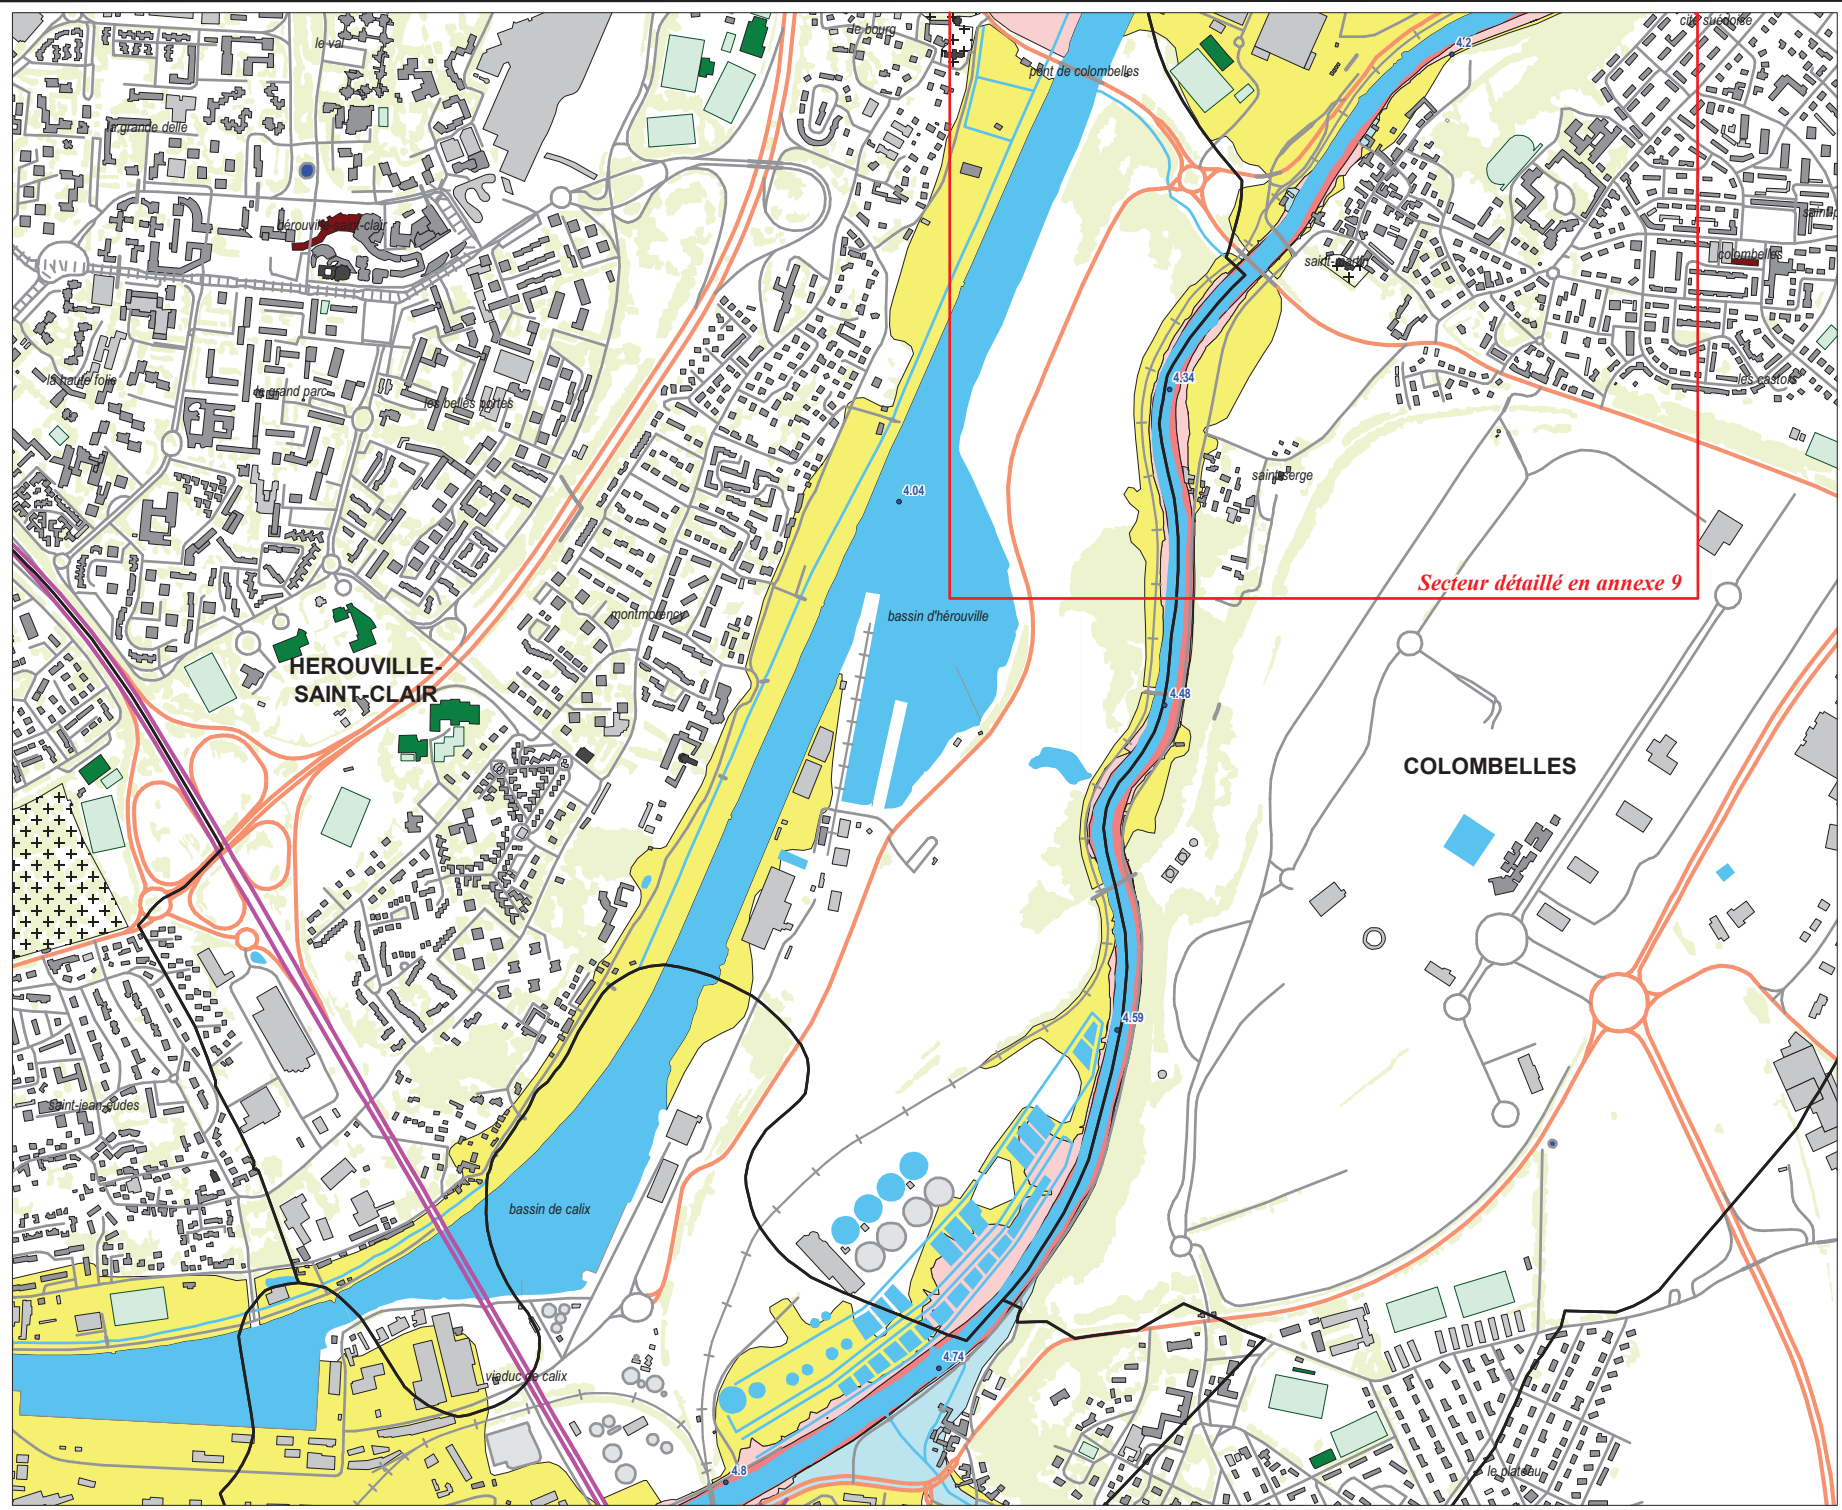 le val
le bourg
cité suédoise
4.2
pont de colombelles
la grande delle
hérouville-saint-clair
saint-martin
colombelles
4.34
la haute folie
le grand parc
les belles portes
les castors
saint-serge
4.04
Secteur détaillé en annexe 9
montmorency
bassin d'hérouville
HEROUVILLE-
SAINT-CLAIR
4.48
COLOMBELLES
4.59
saint-jean-eudes
bassin de calix
4.74
viaduc de calix
4.8
le plateau